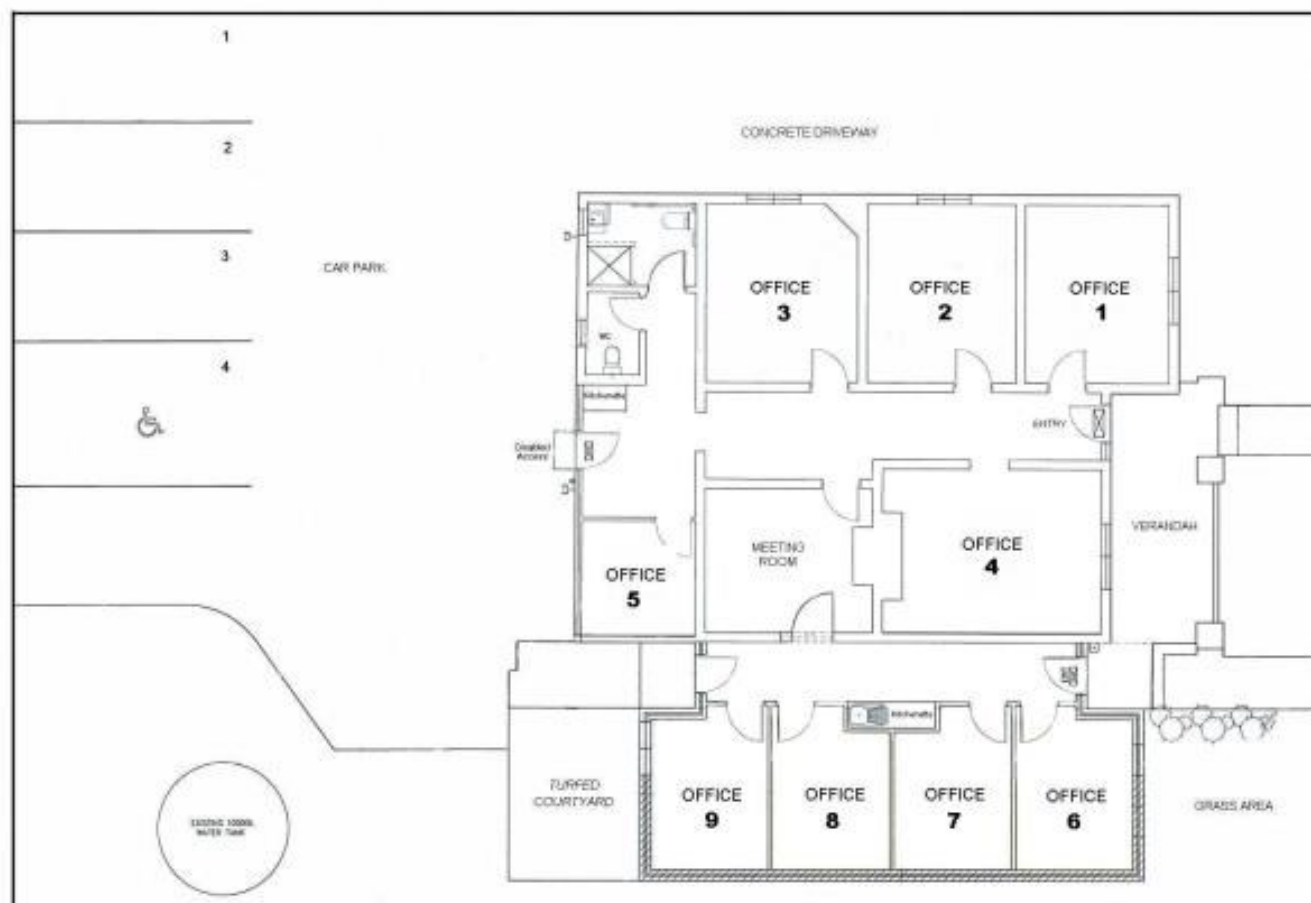 1
2
3
4
CAR PARK
CONCRETE DRIVEWAY
OFFICE
3
OFFICE
2
OFFICE
1
WC
Kitchenette
ENTRY
Disabled
Access
OFFICE
5
MEETING
ROOM
OFFICE
4
VERANDAH
Kitchenette
TURFED
COURTYARD
OFFICE
9
OFFICE
8
OFFICE
7
OFFICE
6
GRASS AREA
WATER TANK